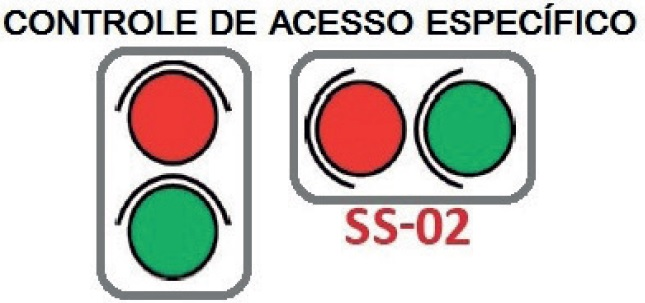 CONTROLE DE ACESSO ESPECÍFICO
SS-02